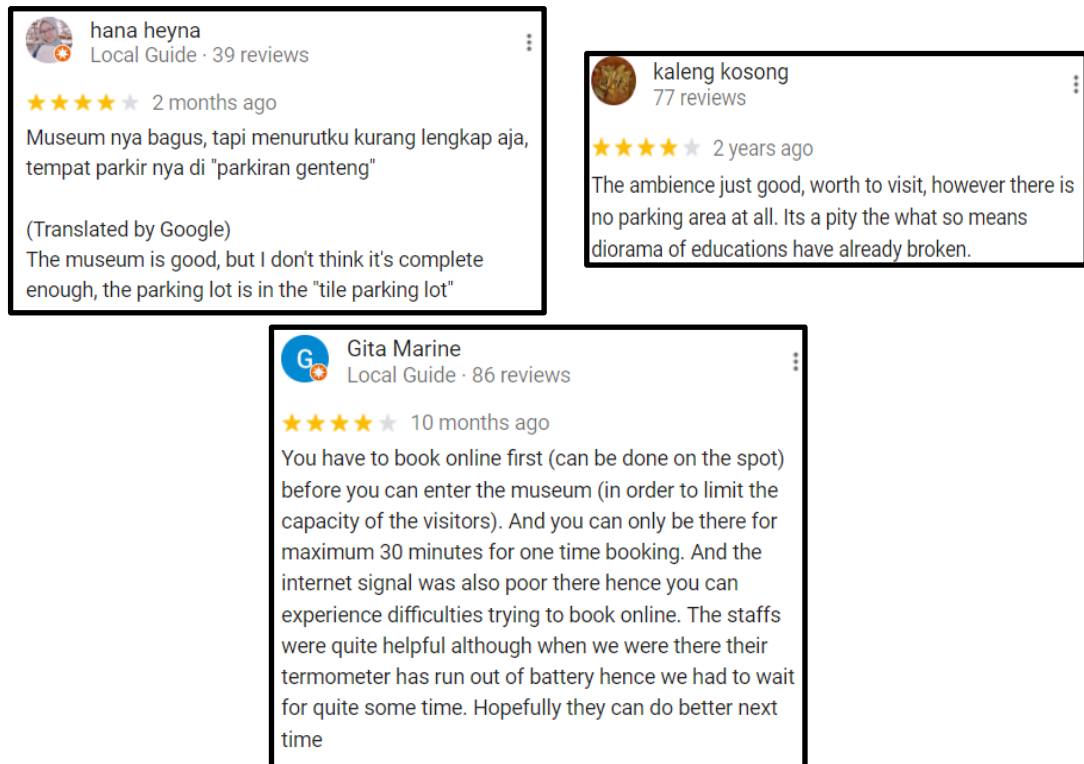 hana heyna
Local Guide · 39 reviews
2 months ago
Museum nya bagus, tapi menurutku kurang lengkap aja,
tempat parkir nya di "parkiran genteng"
(Translated by Google)
The museum is good, but I don't think it's complete
enough, the parking lot is in the "tile parking lot"
kaleng kosong
77 reviews
2 years ago
The ambience just good, worth to visit, however there is
no parking area at all. Its a pity the what so means
diorama of educations have already broken.
G
Gita Marine
Local Guide · 86 reviews
10 months ago
You have to book online first (can be done on the spot)
before you can enter the museum (in order to limit the
capacity of the visitors). And you can only be there for
maximum 30 minutes for one time booking. And the
internet signal was also poor there hence you can
experience difficulties trying to book online. The staffs
were quite helpful although when we were there their
termometer has run out of battery hence we had to wait
for quite some time. Hopefully they can do better next
time